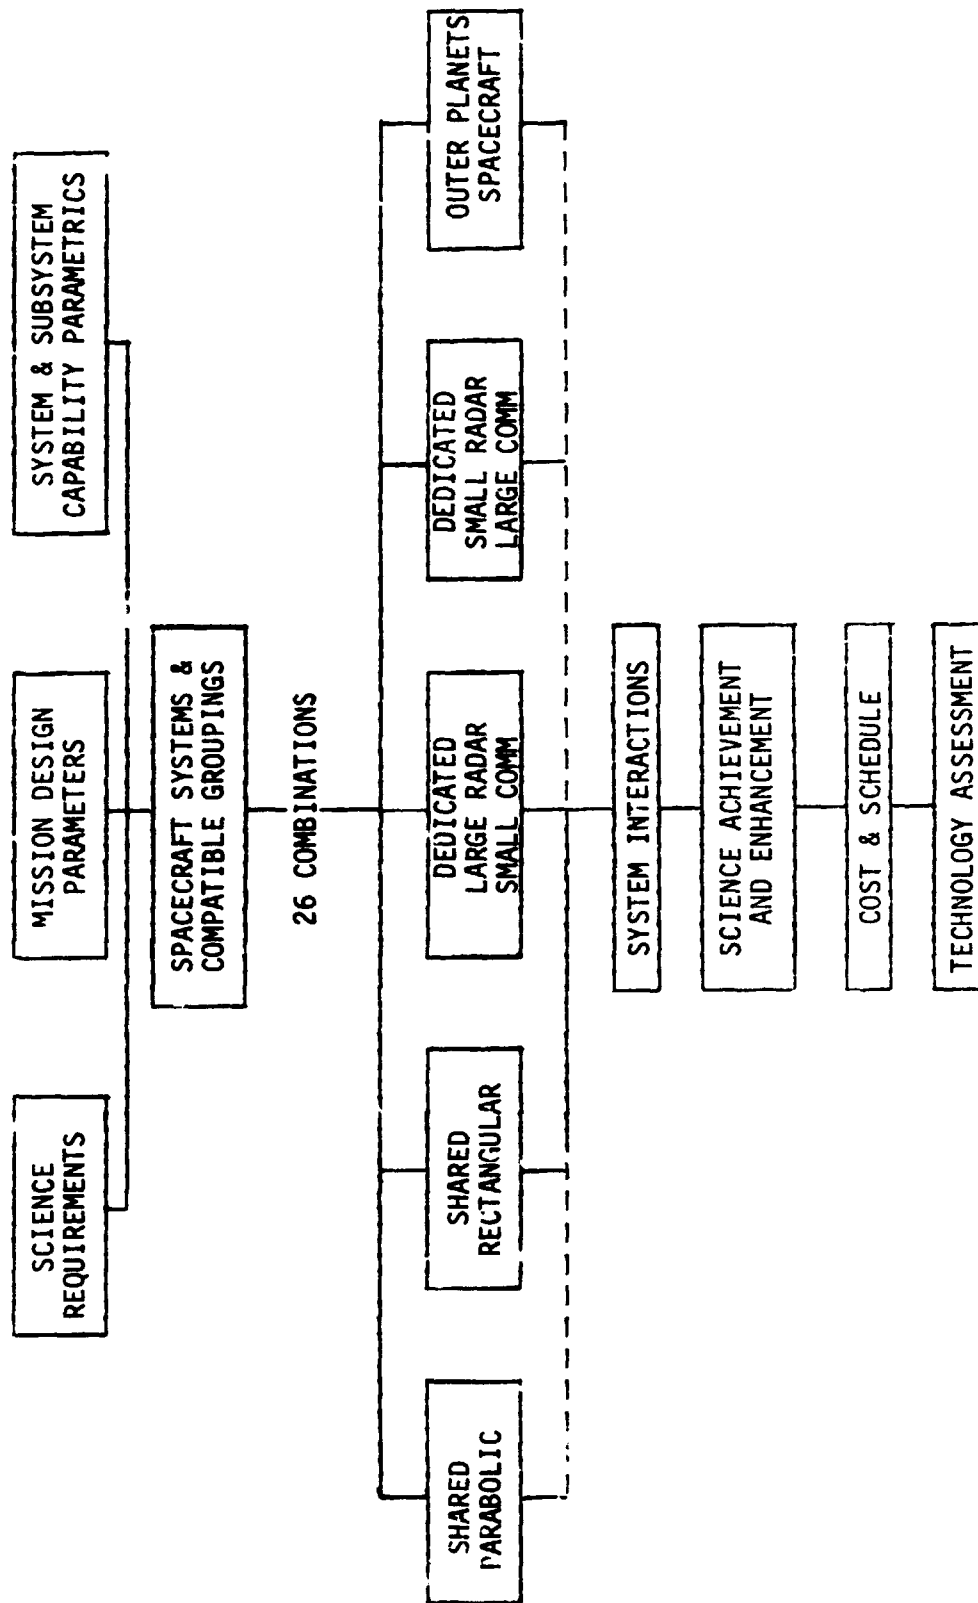 SCIENCE
REQUIREMENTS
MISSION DESIGN
PARAMETERS
SYSTEM & SUBSYSTEM
CAPABILITY PARAMETRICS
SPACECRAFT SYSTEMS &
COMPATIBLE GROUPINGS
26 COMBINATIONS
SHARED
PARABOLIC
SHARED
RECTANGULAR
DEDICATED
LARGE RADAR
SMALL COMM
DEDICATED
SMALL RADAR
LARGE COMM
OUTER PLANETS
SPACECRAFT
SYSTEM INTERACTIONS
SCIENCE ACHIEVEMENT
AND ENHANCEMENT
COST & SCHEDULE
TECHNOLOGY ASSESSMENT